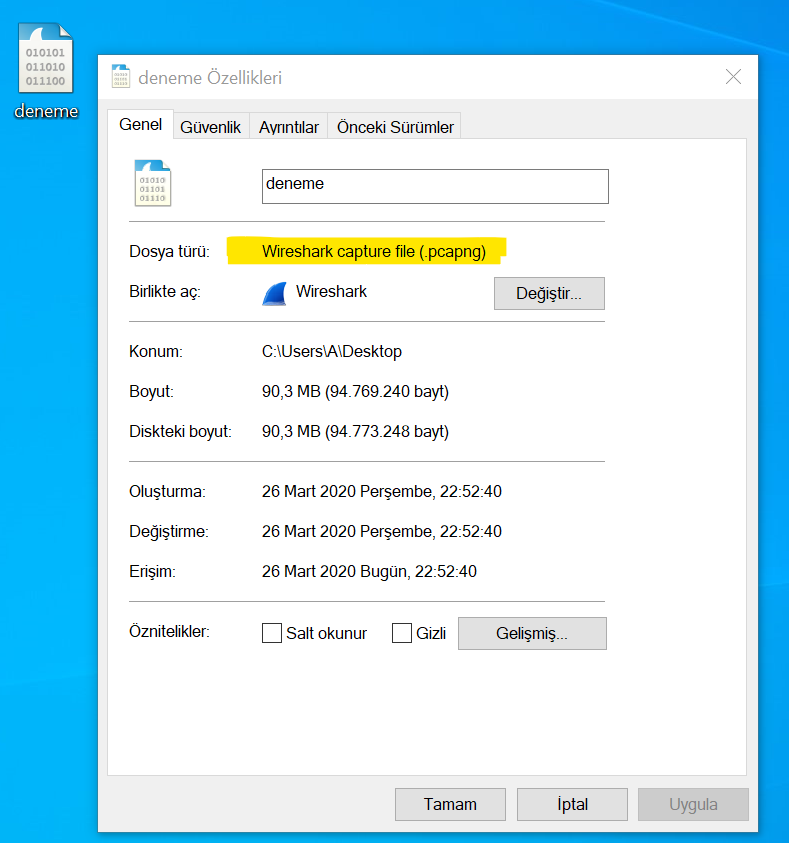 010101
011010
011100
deneme
deneme Özellikleri
Genel
Güvenlik
Ayrıntılar
Önceki Sürümler
01010
01101
01110
deneme
Dosya türü: Wireshark capture file (.pcapng)
Birlikte aç: Wireshark
Değiştir...
Konum: C:\Users\A\Desktop
Boyut: 90,3 MB (94.769.240 bayt)
Diskteki boyut: 90,3 MB (94.773.248 bayt)
Oluşturma: 26 Mart 2020 Perşembe, 22:52:40
Değiştirme: 26 Mart 2020 Perşembe, 22:52:40
Erişim: 26 Mart 2020 Bugün, 22:52:40
Öznitelikler: Salt okunur Gizli Gelişmiş...
Tamam İptal Uygula